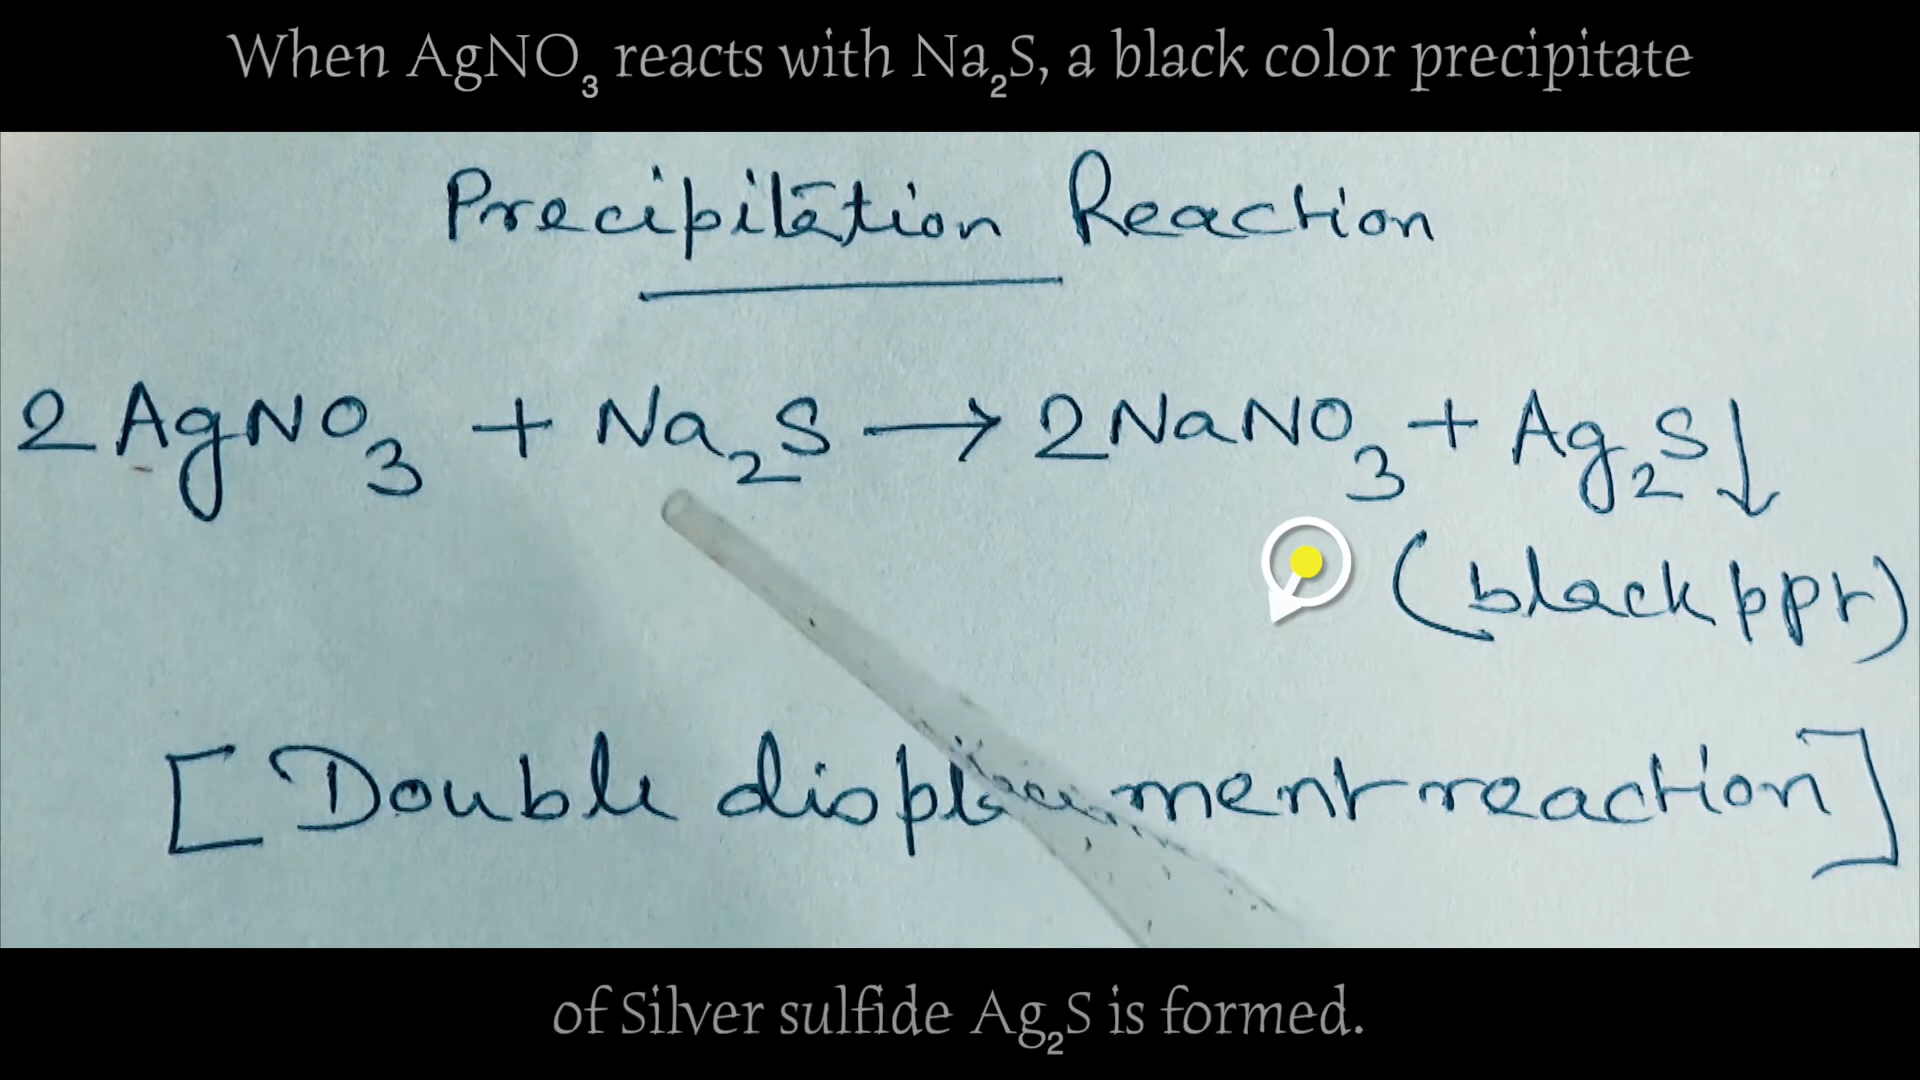 When AgNO₃ reacts with Na₂S, a black color precipitate
Precipitation Reaction
2AgNO₃ + Na₂S → 2NaNO₃ + Ag₂S↓
(black ppt)
[Double displacement reaction]
of Silver sulfide Ag₂S is formed.